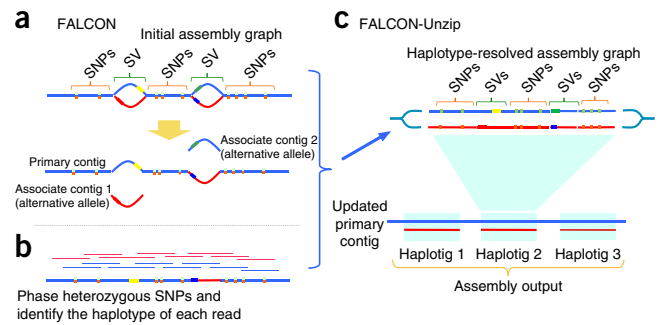 a FALCON
Initial assembly graph
SNPs SV SNPs SV SNPs
Associate contig 2
(alternative allele)
Primary contig
Associate contig 1
(alternative allele)
b
Phase heterozygous SNPs and
identify the haplotype of each read
c FALCON-Unzip
Haplotype-resolved assembly graph
SNPs SVs SNPs SVs SNPs
Updated
primary
contig
Haplotig 1 Haplotig 2 Haplotig 3
Assembly output